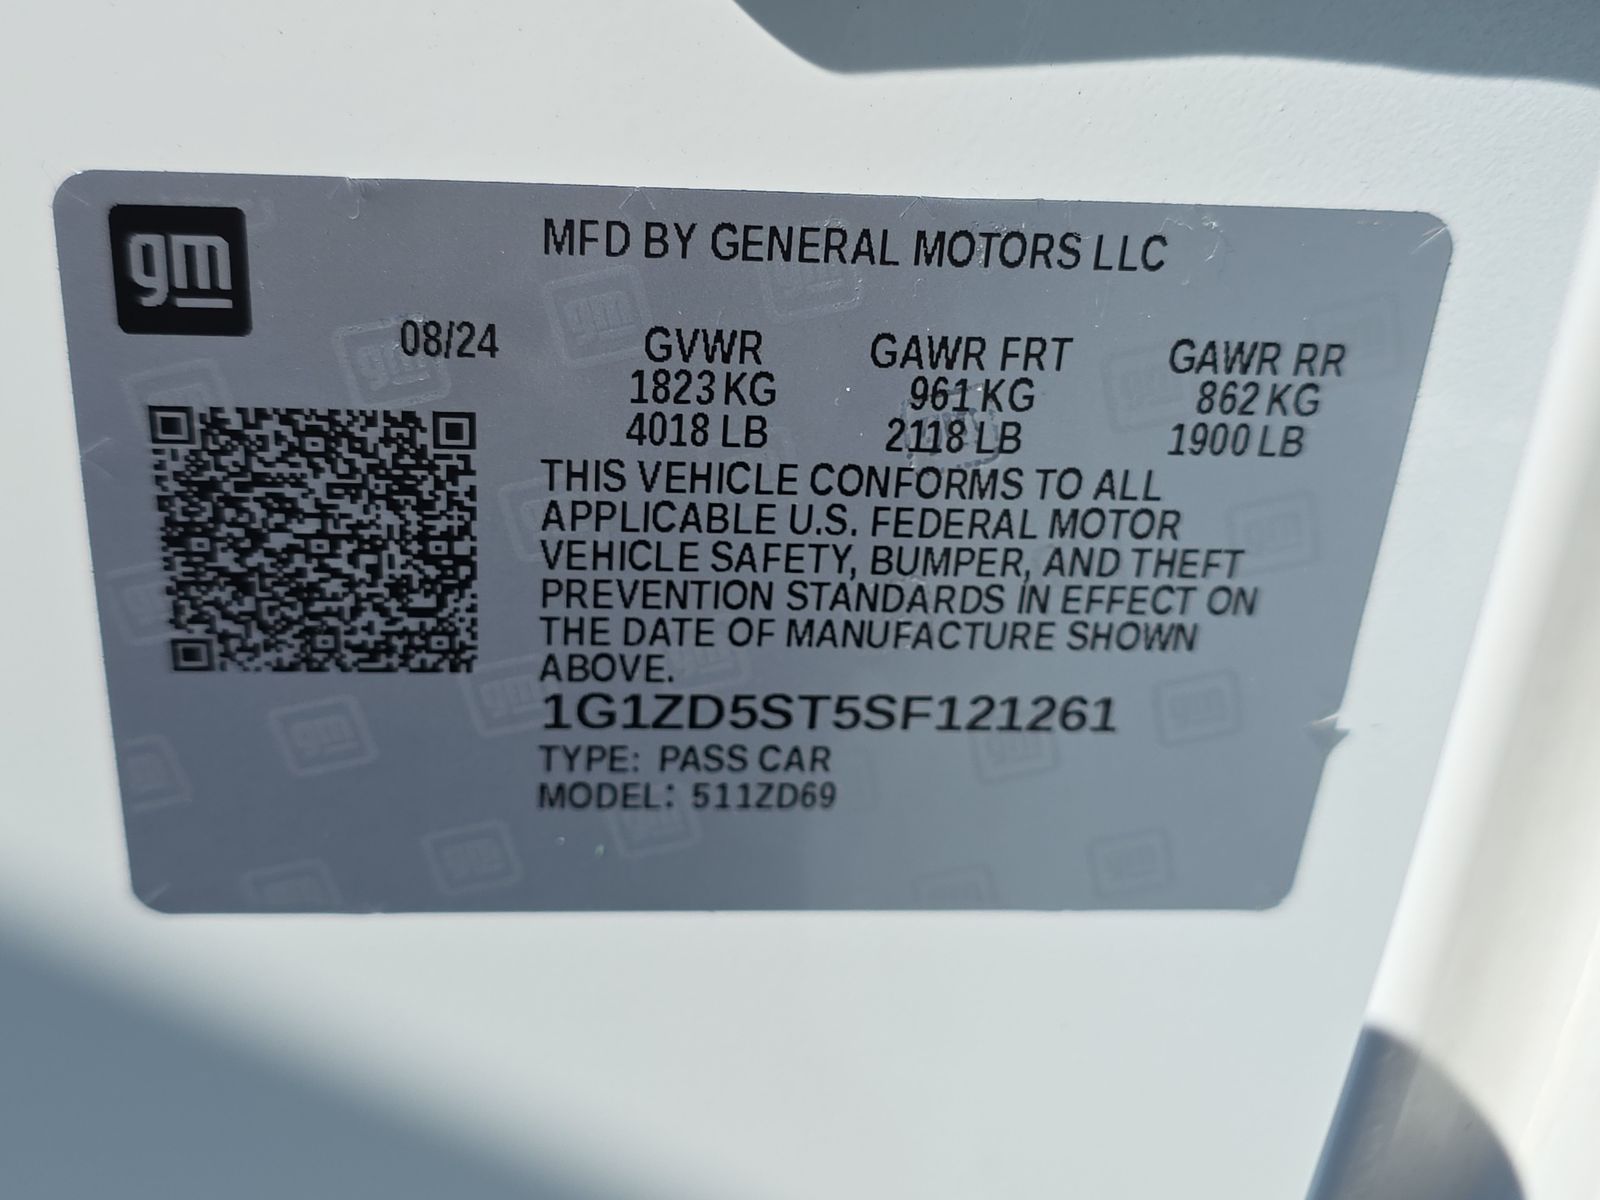 gm
MFD BY GENERAL MOTORS LLC
08/24
GVWR GAWR FRT GAWR RR
1823 KG 961 KG 862 KG
4018 LB 2118 LB 1900 LB
THIS VEHICLE CONFORMS TO ALL
APPLICABLE U.S. FEDERAL MOTOR
VEHICLE SAFETY, BUMPER, AND THEFT
PREVENTION STANDARDS IN EFFECT ON
THE DATE OF MANUFACTURE SHOWN
ABOVE.
1G1ZD5ST5SF121261
TYPE: PASS CAR
MODEL: 511ZD69